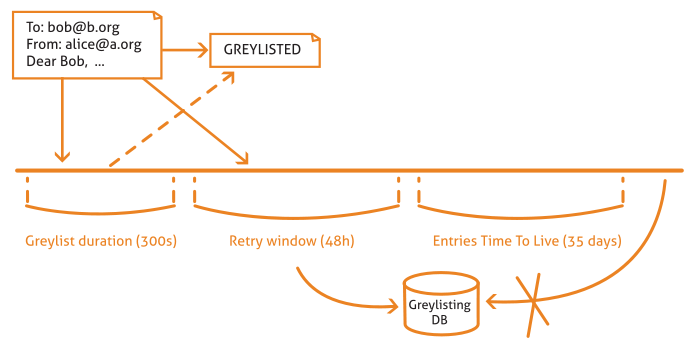 To: bob@b.org
From: alice@a.org
Dear Bob,  ...
GREYLISTED
Greylist duration (300s)
Retry window (48h)
Entries Time To Live (35 days)
Greylisting
DB